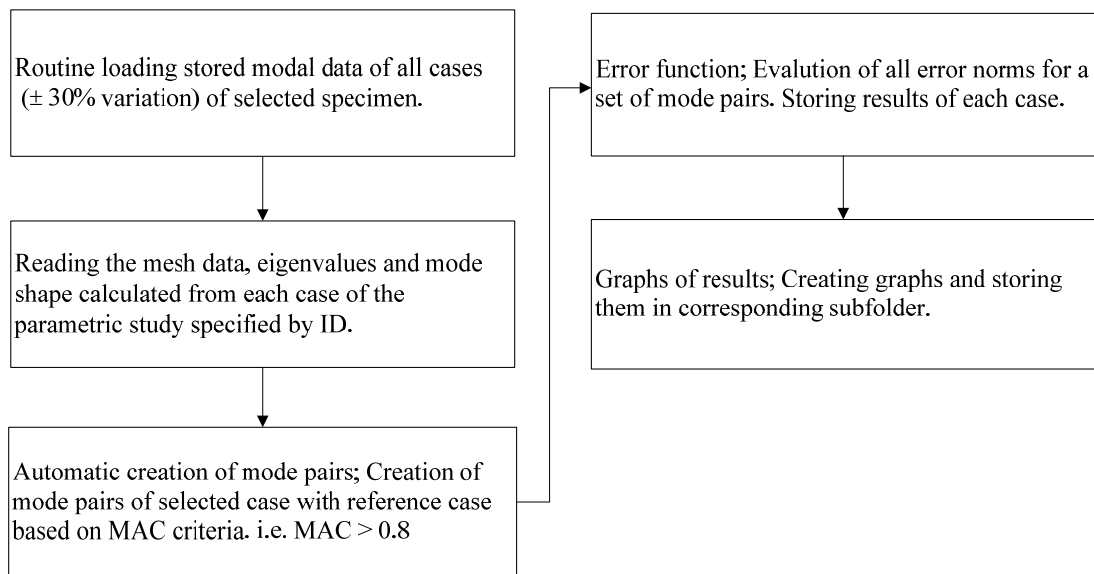 Routine loading stored modal data of all cases
(± 30% variation) of selected specimen.
Reading the mesh data, eigenvalues and mode
shape calculated from each case of the
parametric study specified by ID.
Automatic creation of mode pairs; Creation of
mode pairs of selected case with reference case
based on MAC criteria. i.e. MAC > 0.8
Error function; Evalution of all error norms for a
set of mode pairs. Storing results of each case.
Graphs of results; Creating graphs and storing
them in corresponding subfolder.